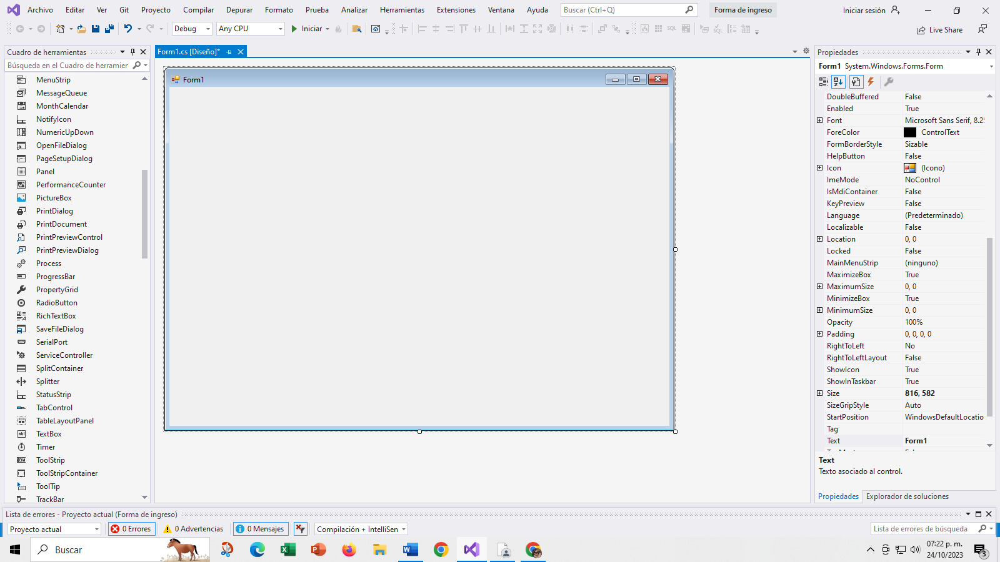 Archivo Editar Ver Git Proyecto Compilar Depurar Formato Prueba Analizar Herramientas Extensiones Ventana Ayuda Buscar (Ctrl+Q) Forma de ingreso Iniciar sesión
Debug Any CPU Iniciar SQL SQL Live Share
Cuadro de herramientas
Búsqueda en el Cuadro de herramier
MenuStrip
MessageQueue
MonthCalendar
NotifyIcon
NumericUpDown
OpenFileDialog
PageSetupDialog
Panel
PerformanceCounter
PictureBox
PrintDialog
PrintDocument
PrintPreviewControl
PrintPreviewDialog
Process
ProgressBar
PropertyGrid
RadioButton
RichTextBox
SaveFileDialog
SerialPort
ServiceController
SplitContainer
Splitter
StatusStrip
TabControl
TableLayoutPanel
TextBox
Timer
ToolStrip
ToolStripContainer
ToolTip
TrackBar
Form1.cs [Diseño]*
Form1
Propiedades
Form1 System.Windows.Forms.Form
DoubleBuffered False
Enabled True
Font Microsoft Sans Serif, 8.25
ForeColor ControlText
FormBorderStyle Sizable
HelpButton False
Icon (Icono)
ImeMode NoControl
IsMdiContainer False
KeyPreview False
Language (Predeterminado)
Localizable False
Location 0, 0
Locked False
MainMenuStrip (ninguno)
MaximizeBox True
MaximumSize 0, 0
MinimizeBox True
MinimumSize 0, 0
Opacity 100%
Padding 0, 0, 0, 0
RightToLeft No
RightToLeftLayout False
ShowIcon True
ShowInTaskbar True
Size 816, 582
SizeGripStyle Auto
StartPosition WindowsDefaultLocatio
Tag
Text Form1
Text
Texto asociado al control.
Propiedades Explorador de soluciones
Lista de errores - Proyecto actual (Forma de ingreso)
Proyecto actual 0 Errores 0 Advertencias 0 Mensajes Compilación + IntelliSen Lista de errores de búsqueda
Buscar
07:22 p. m.
24/10/2023
3